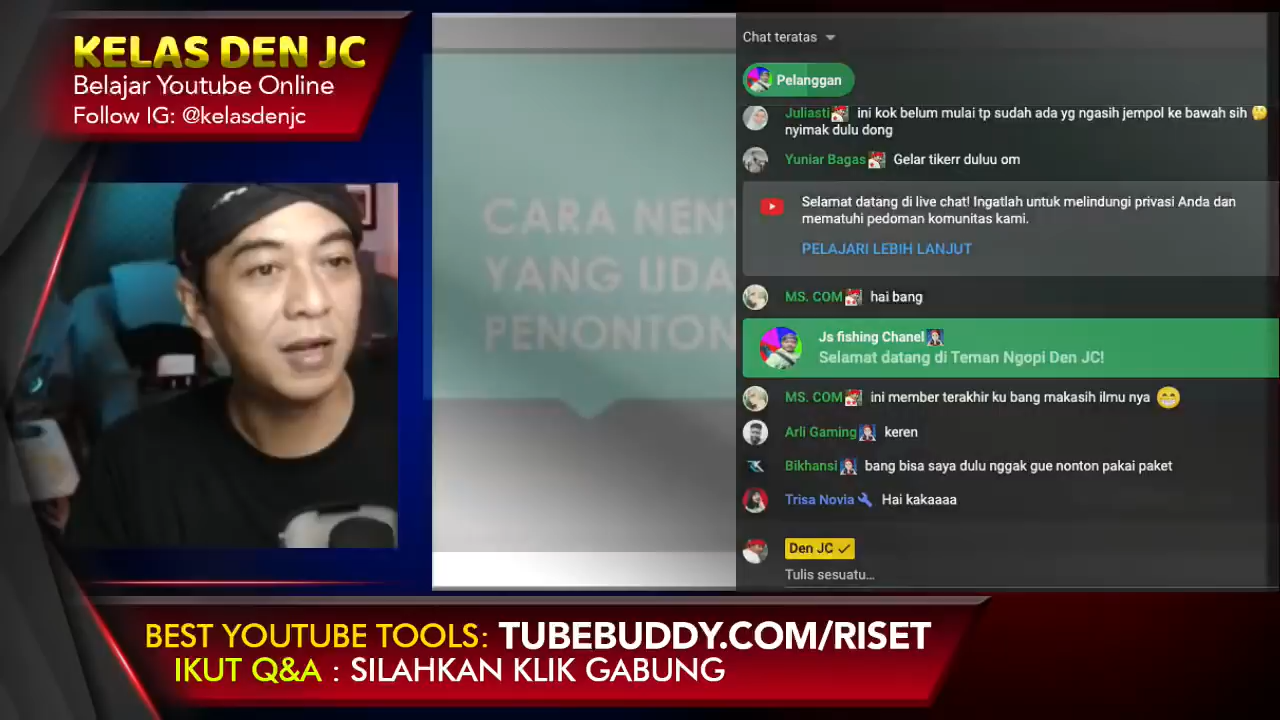 KELAS DEN JC
Belajar Youtube Online
Follow IG: @kelasdenjc
CARA NENT
YANG UDA
PENONTON
Chat teratas
Pelanggan
Juliasti ini kok belum mulai tp sudah ada yg ngasih jempol ke bawah sih 🤔
nyimak dulu dong
Yuniar Bagas Gelar tikerr duluu om
Selamat datang di live chat! Ingatlah untuk melindungi privasi Anda dan
mematuhi pedoman komunitas kami.
PELAJARI LEBIH LANJUT
MS. COM hai bang
Js fishing Chanel
Selamat datang di Teman Ngopi Den JC!
MS. COM ini member terakhir ku bang makasih ilmu nya 😁
Arli Gaming keren
Bikhansi bang bisa saya dulu nggak gue nonton pakai paket
Trisa Novia Hai kakaaaa
Den JC
Tulis sesuatu...
BEST YOUTUBE TOOLS: TUBEBUDDY.COM/RISET
IKUT Q&A : SILAHKAN KLIK GABUNG